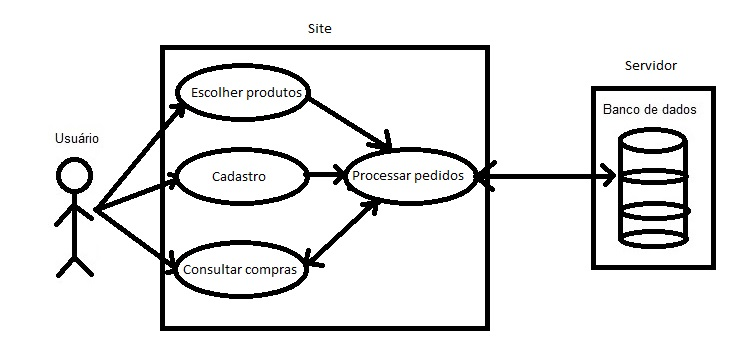 Site
Servidor
Escolher produtos
Banco de dados
Usuário
Cadastro
Processar pedidos
Consultar compras